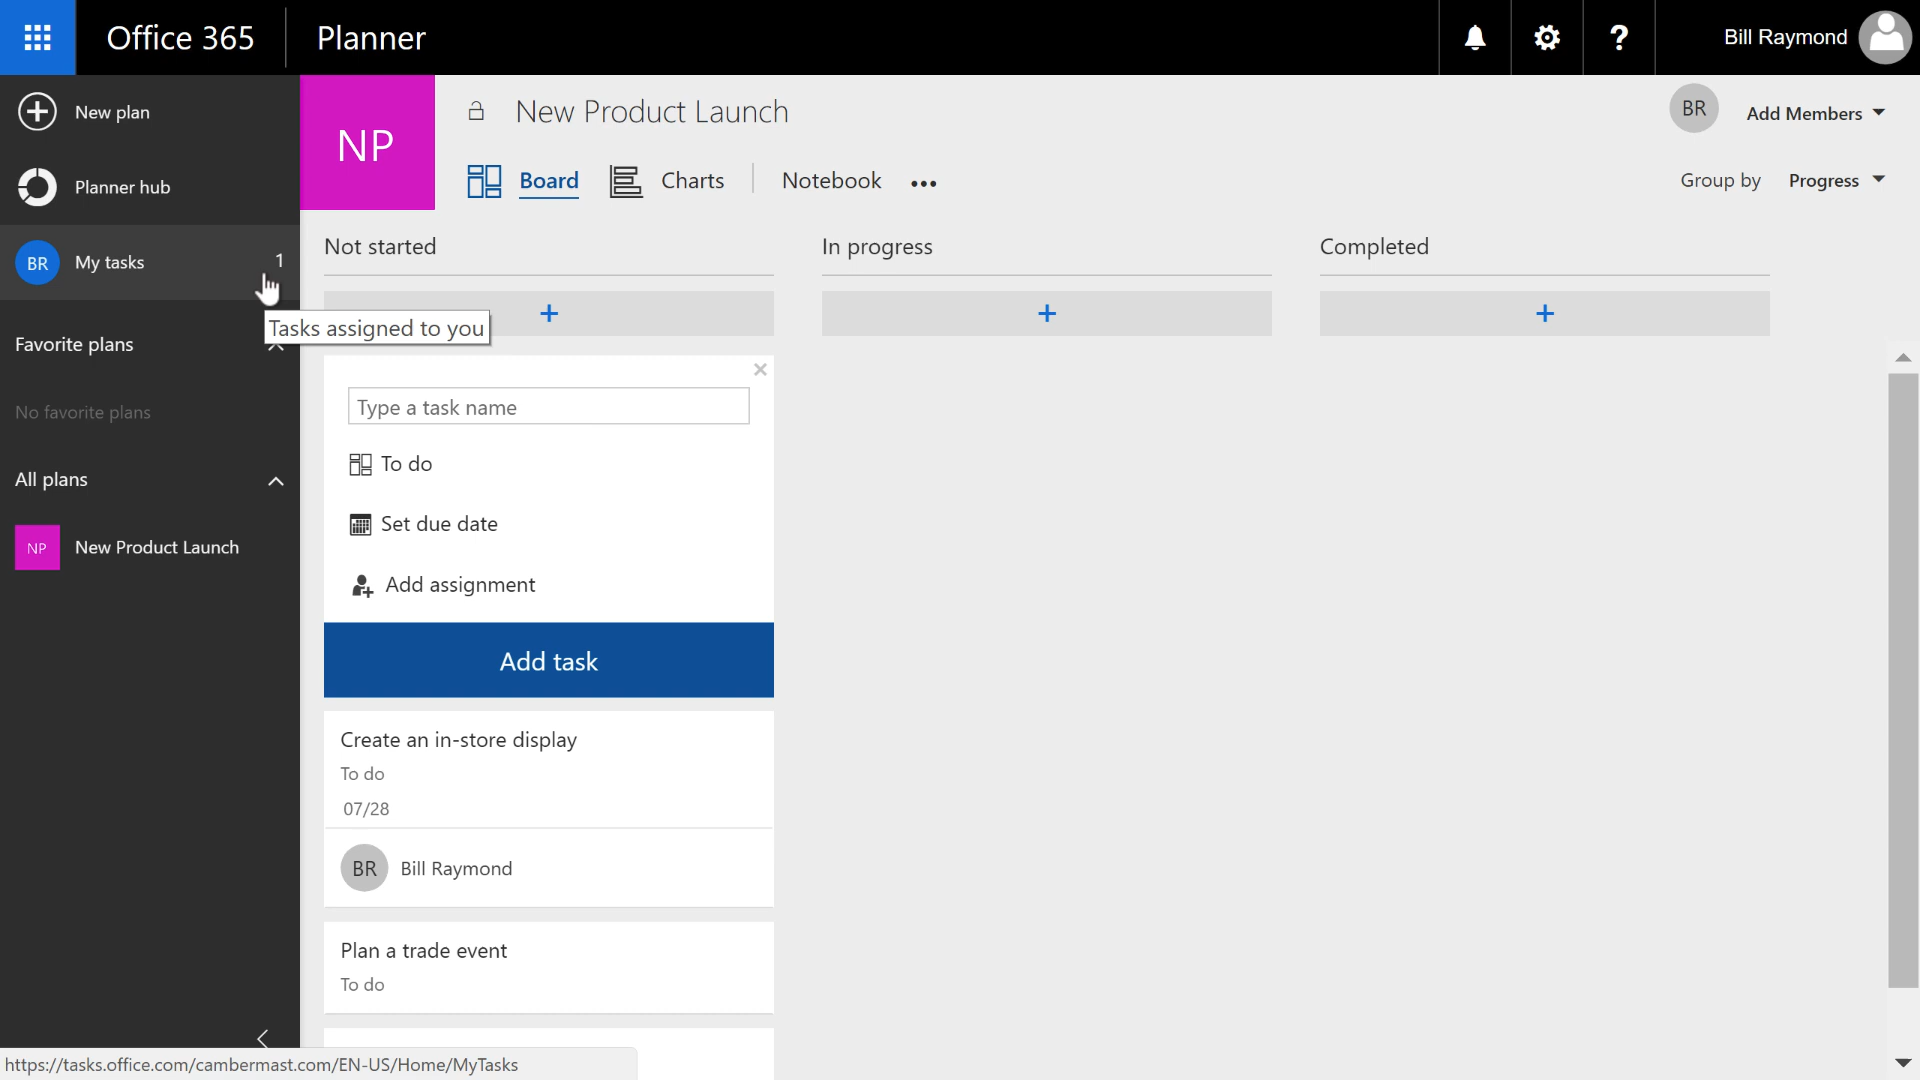 Office 365
Planner
?
Bill Raymond
New plan
Planner hub
BR
My tasks
1
Tasks assigned to you
Favorite plans
No favorite plans
All plans
NP
New Product Launch
NP
New Product Launch
BR
Add Members
Board
Charts
Notebook
•••
Group by
Progress
Not started
In progress
Completed
+
+
+
Type a task name
To do
Set due date
Add assignment
Add task
Create an in-store display
To do
07/28
BR
Bill Raymond
Plan a trade event
To do
https://tasks.office.com/cambermast.com/EN-US/Home/MyTasks